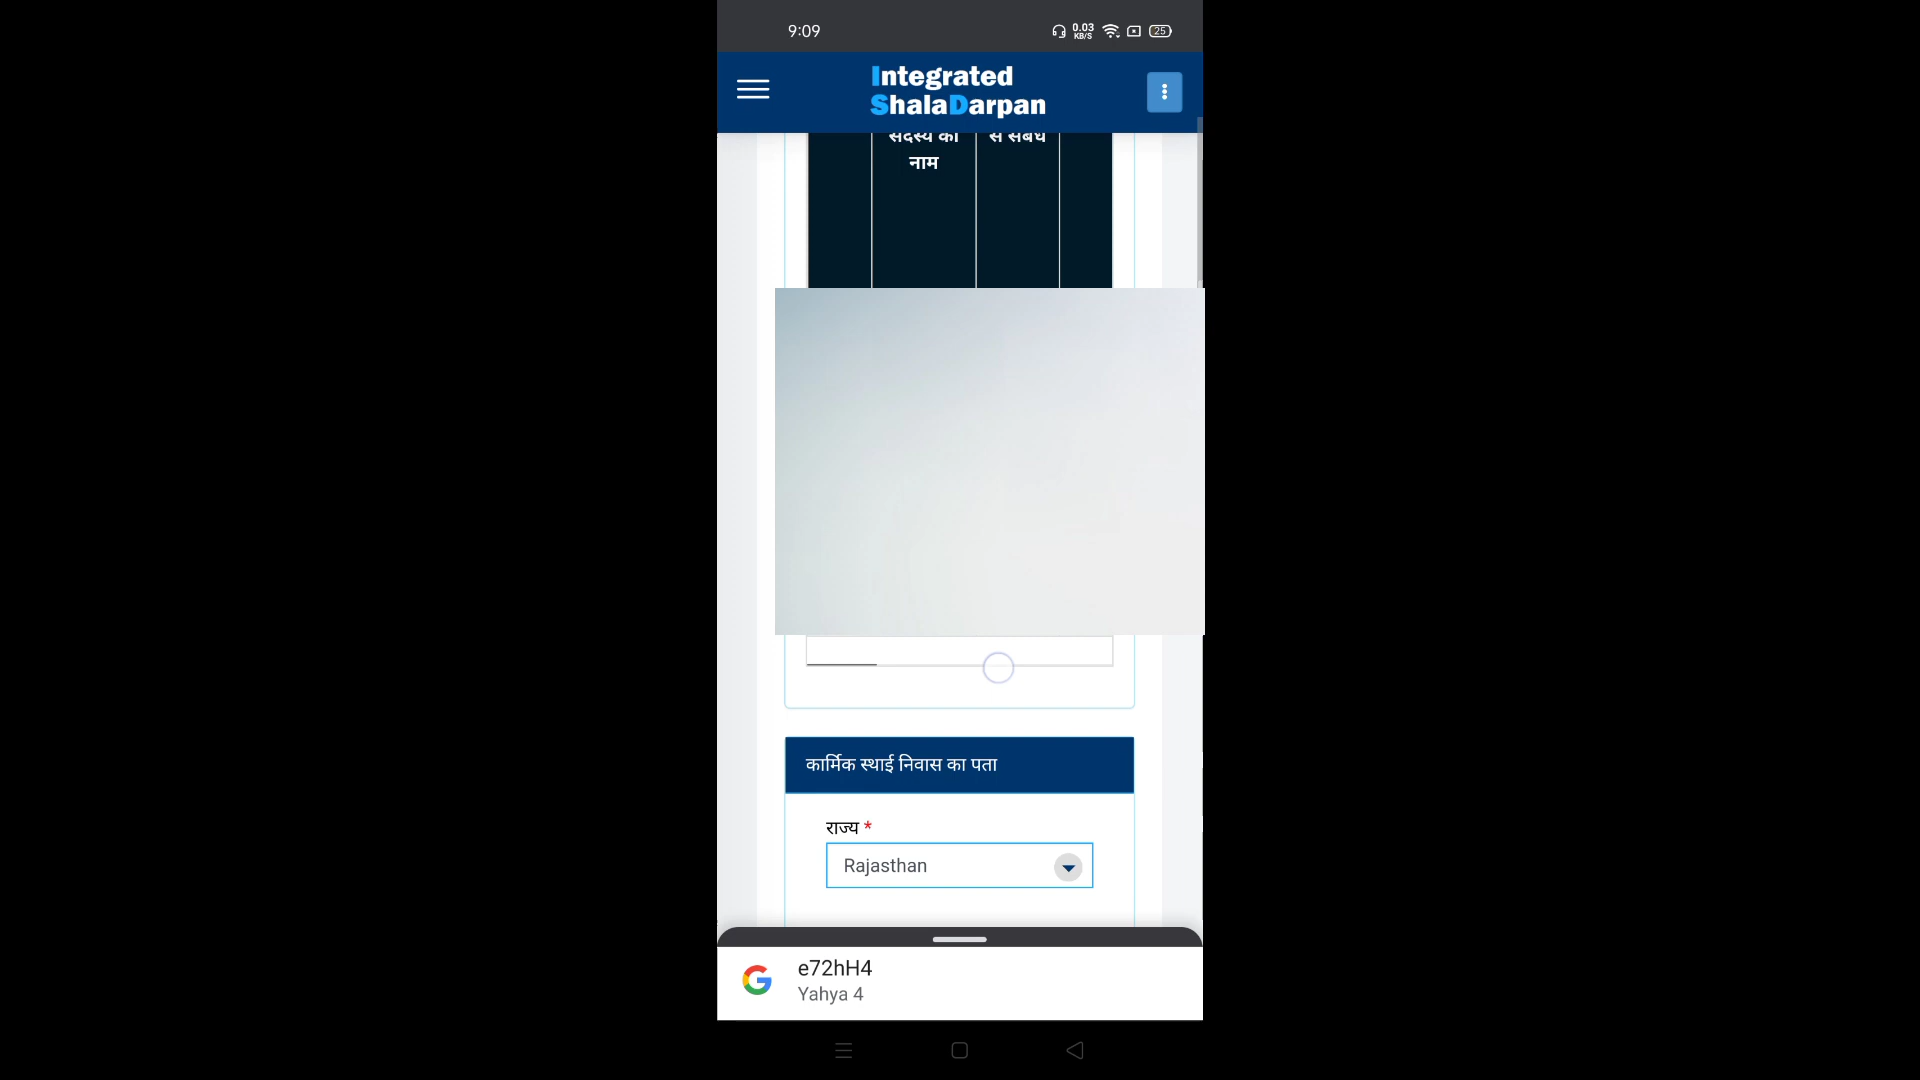 9:09
0.03
KB/S
25
Integrated
ShalaDarpan
सदस्य का
से संबंध
नाम
कार्मिक स्थाई निवास का पता
राज्य *
Rajasthan
e72hH4
Yahya 4